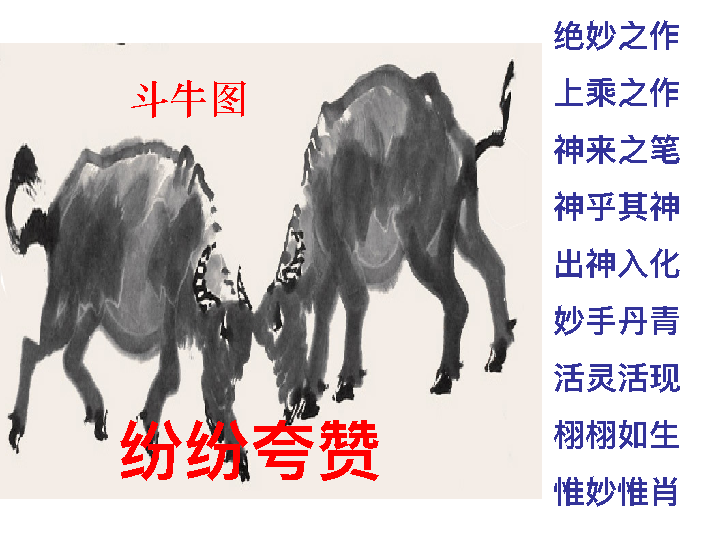 斗牛图
纷纷夸赞
绝妙之作
上乘之作
神来之笔
神乎其神
出神入化
妙手丹青
活灵活现
栩栩如生
惟妙惟肖